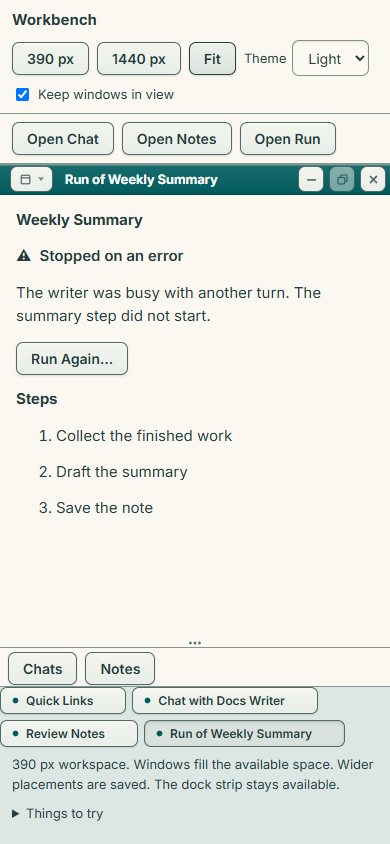 Workbench
390 px 1440 px Fit Theme Light
Keep windows in view
Open Chat Open Notes Open Run
Run of Weekly Summary
Weekly Summary
Stopped on an error
The writer was busy with another turn. The
summary step did not start.
Run Again…
Steps
1. Collect the finished work
2. Draft the summary
3. Save the note
Chats Notes
Quick Links Chat with Docs Writer
Review Notes Run of Weekly Summary
390 px workspace. Windows fill the available space. Wider
placements are saved. The dock strip stays available.
Things to try